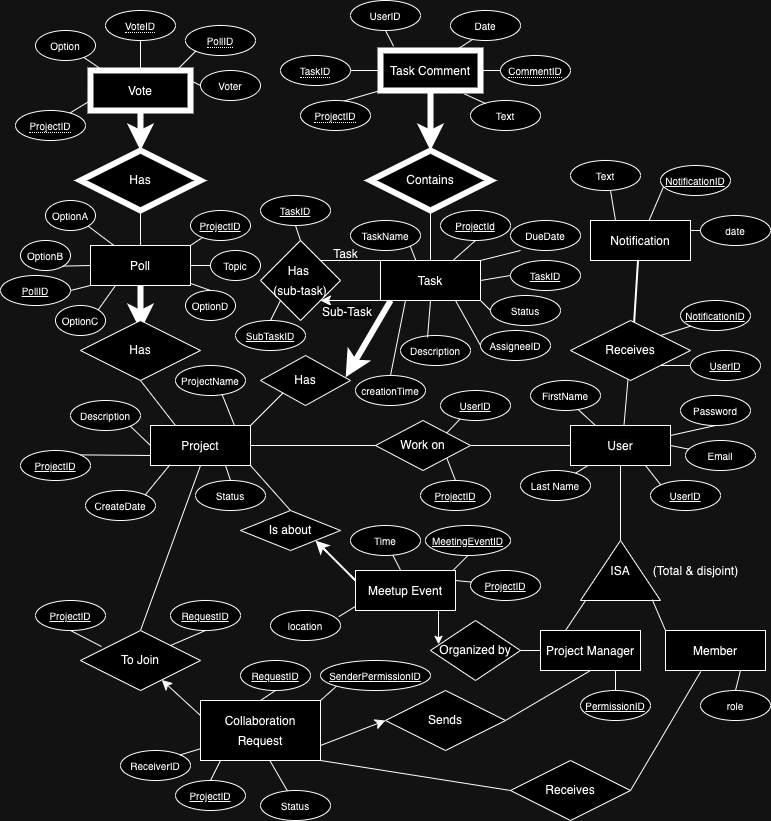 UserID
VoteID
Date
Option
PollID
TaskID
Task Comment
CommentID
Vote
Voter
ProjectID
ProjectID
Text
Has
Contains
Text
NotificationID
TaskID
OptionA
ProjectID
TaskName
ProjectId
DueDate
Notification
date
OptionB
Poll
Topic
Has
(sub-task)
Task
Task
TaskID
PollID
OptionD
Sub-Task
Status
OptionC
SubTaskID
Description
AssigneeID
NotificationID
Has
Receives
UserID
ProjectName
Has
creationTime
FirstName
Description
UserID
Password
Project
Work on
User
Email
ProjectID
Status
ProjectID
Last Name
UserID
CreateDate
Is about
Time
MeetingEventID
ISA
(Total & disjoint)
Meetup Event
ProjectID
ProjectID
RequestID
location
To Join
Organized by
Project Manager
Member
RequestID
SenderPermissionID
PermissionID
role
Collaboration
Request
Sends
ReceiverID
ProjectID
Status
Receives